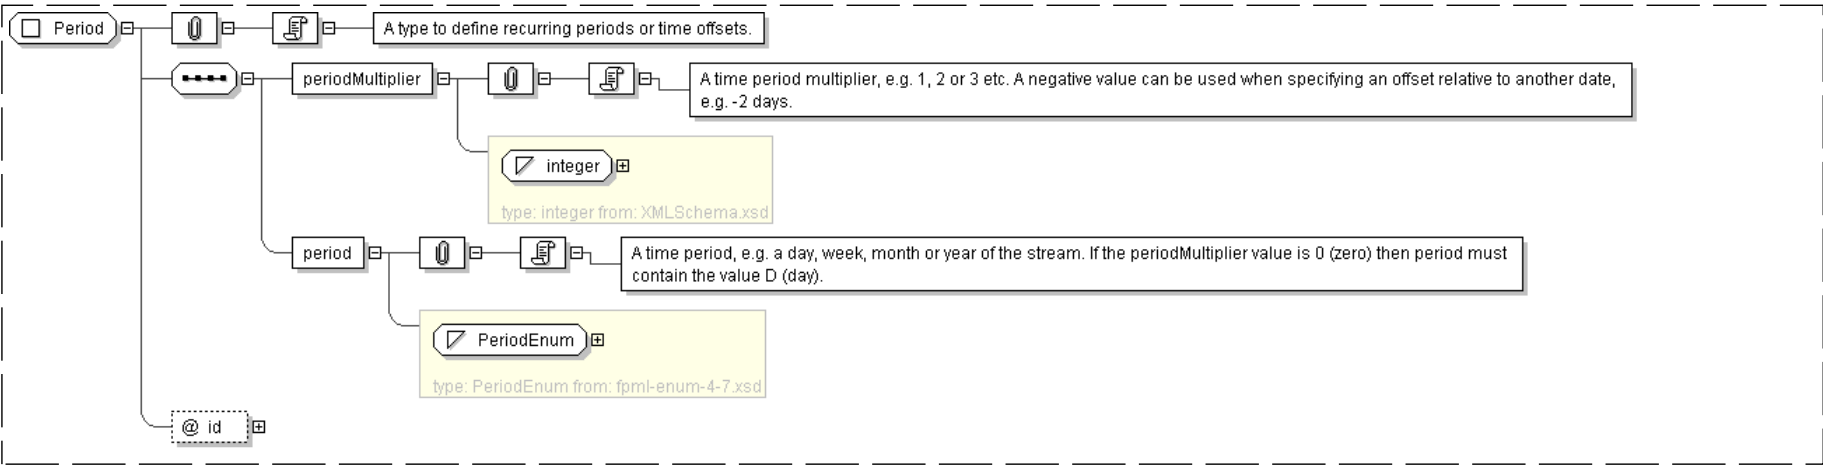 Period
A type to define recurring periods or time offsets.
periodMultiplier
A time period multiplier, e.g. 1, 2 or 3 etc. A negative value can be used when specifying an offset relative to another date,
e.g. -2 days.
integer
type: integer from: XMLSchema.xsd
period
A time period, e.g. a day, week, month or year of the stream. If the periodMultiplier value is 0 (zero) then period must
contain the value D (day).
PeriodEnum
type: PeriodEnum from: fpml-enum-4-7.xsd
@ id